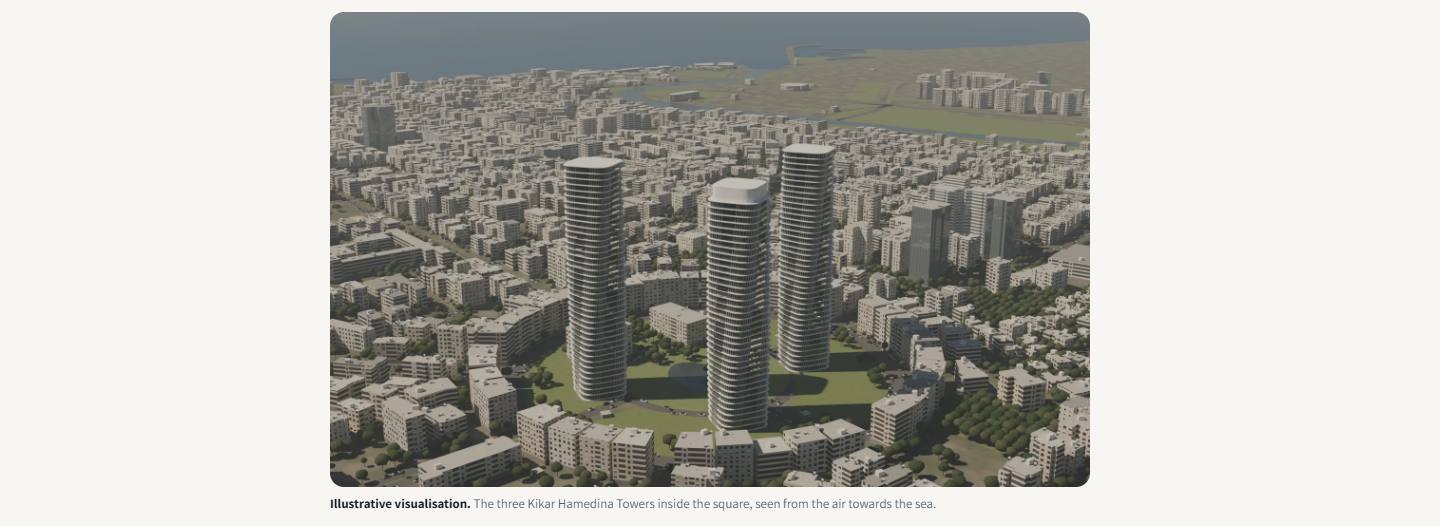 Illustrative visualisation. The three Kikar Hamedina Towers inside the square, seen from the air towards the sea.